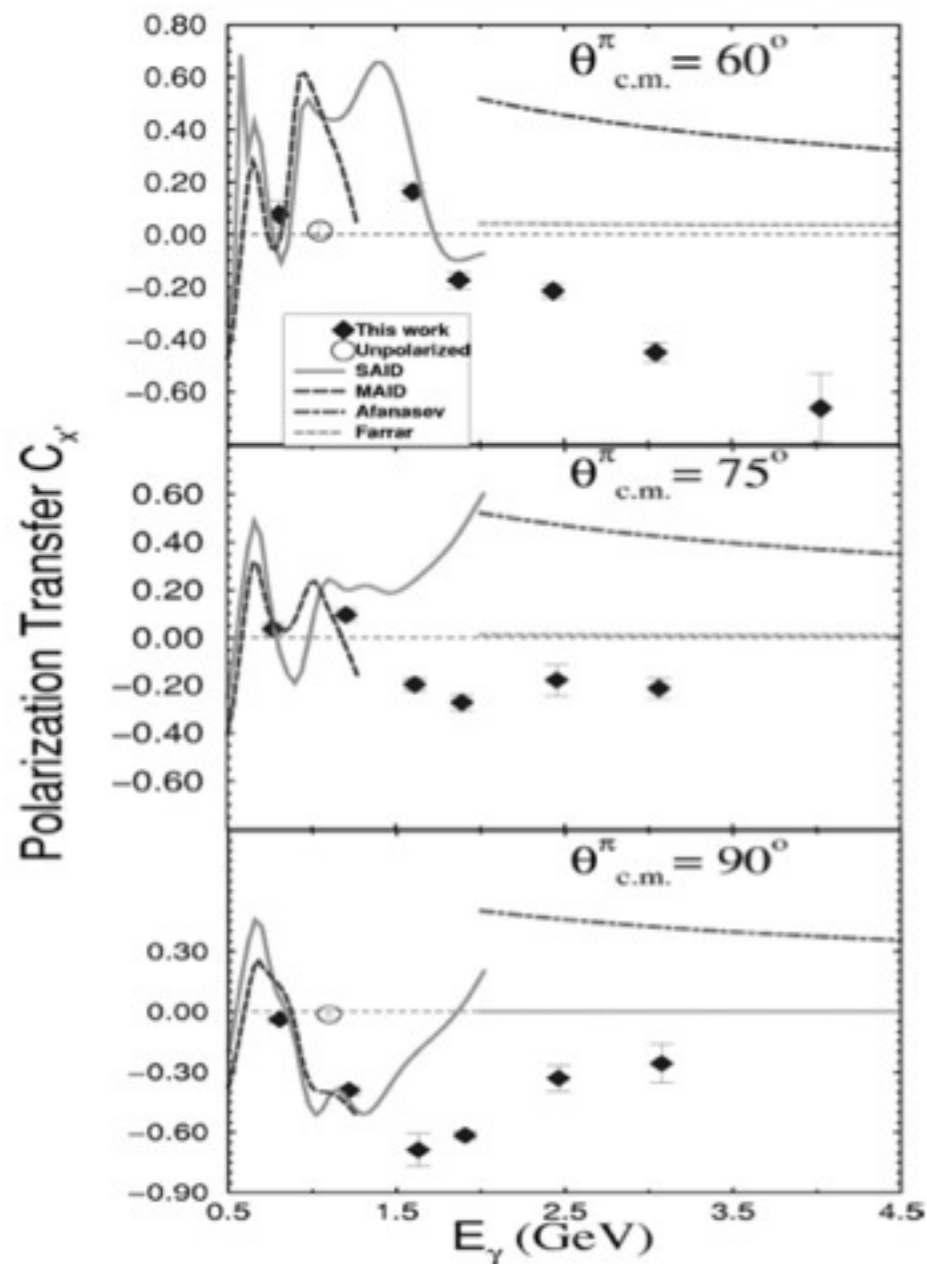 θ^π_c.m. = 60°
0.80
0.60
0.40
0.20
0.00
−0.20
−0.40
−0.60
This work
Unpolarized
SAID
MAID
Afanasev
Farrar
Polarization Transfer C_x'
θ^π_c.m. = 75°
0.60
0.40
0.20
0.00
−0.20
−0.40
−0.60
θ^π_c.m. = 90°
0.30
0.00
−0.30
−0.60
−0.90
0.5 1.5 2.5 3.5 4.5
E_γ (GeV)